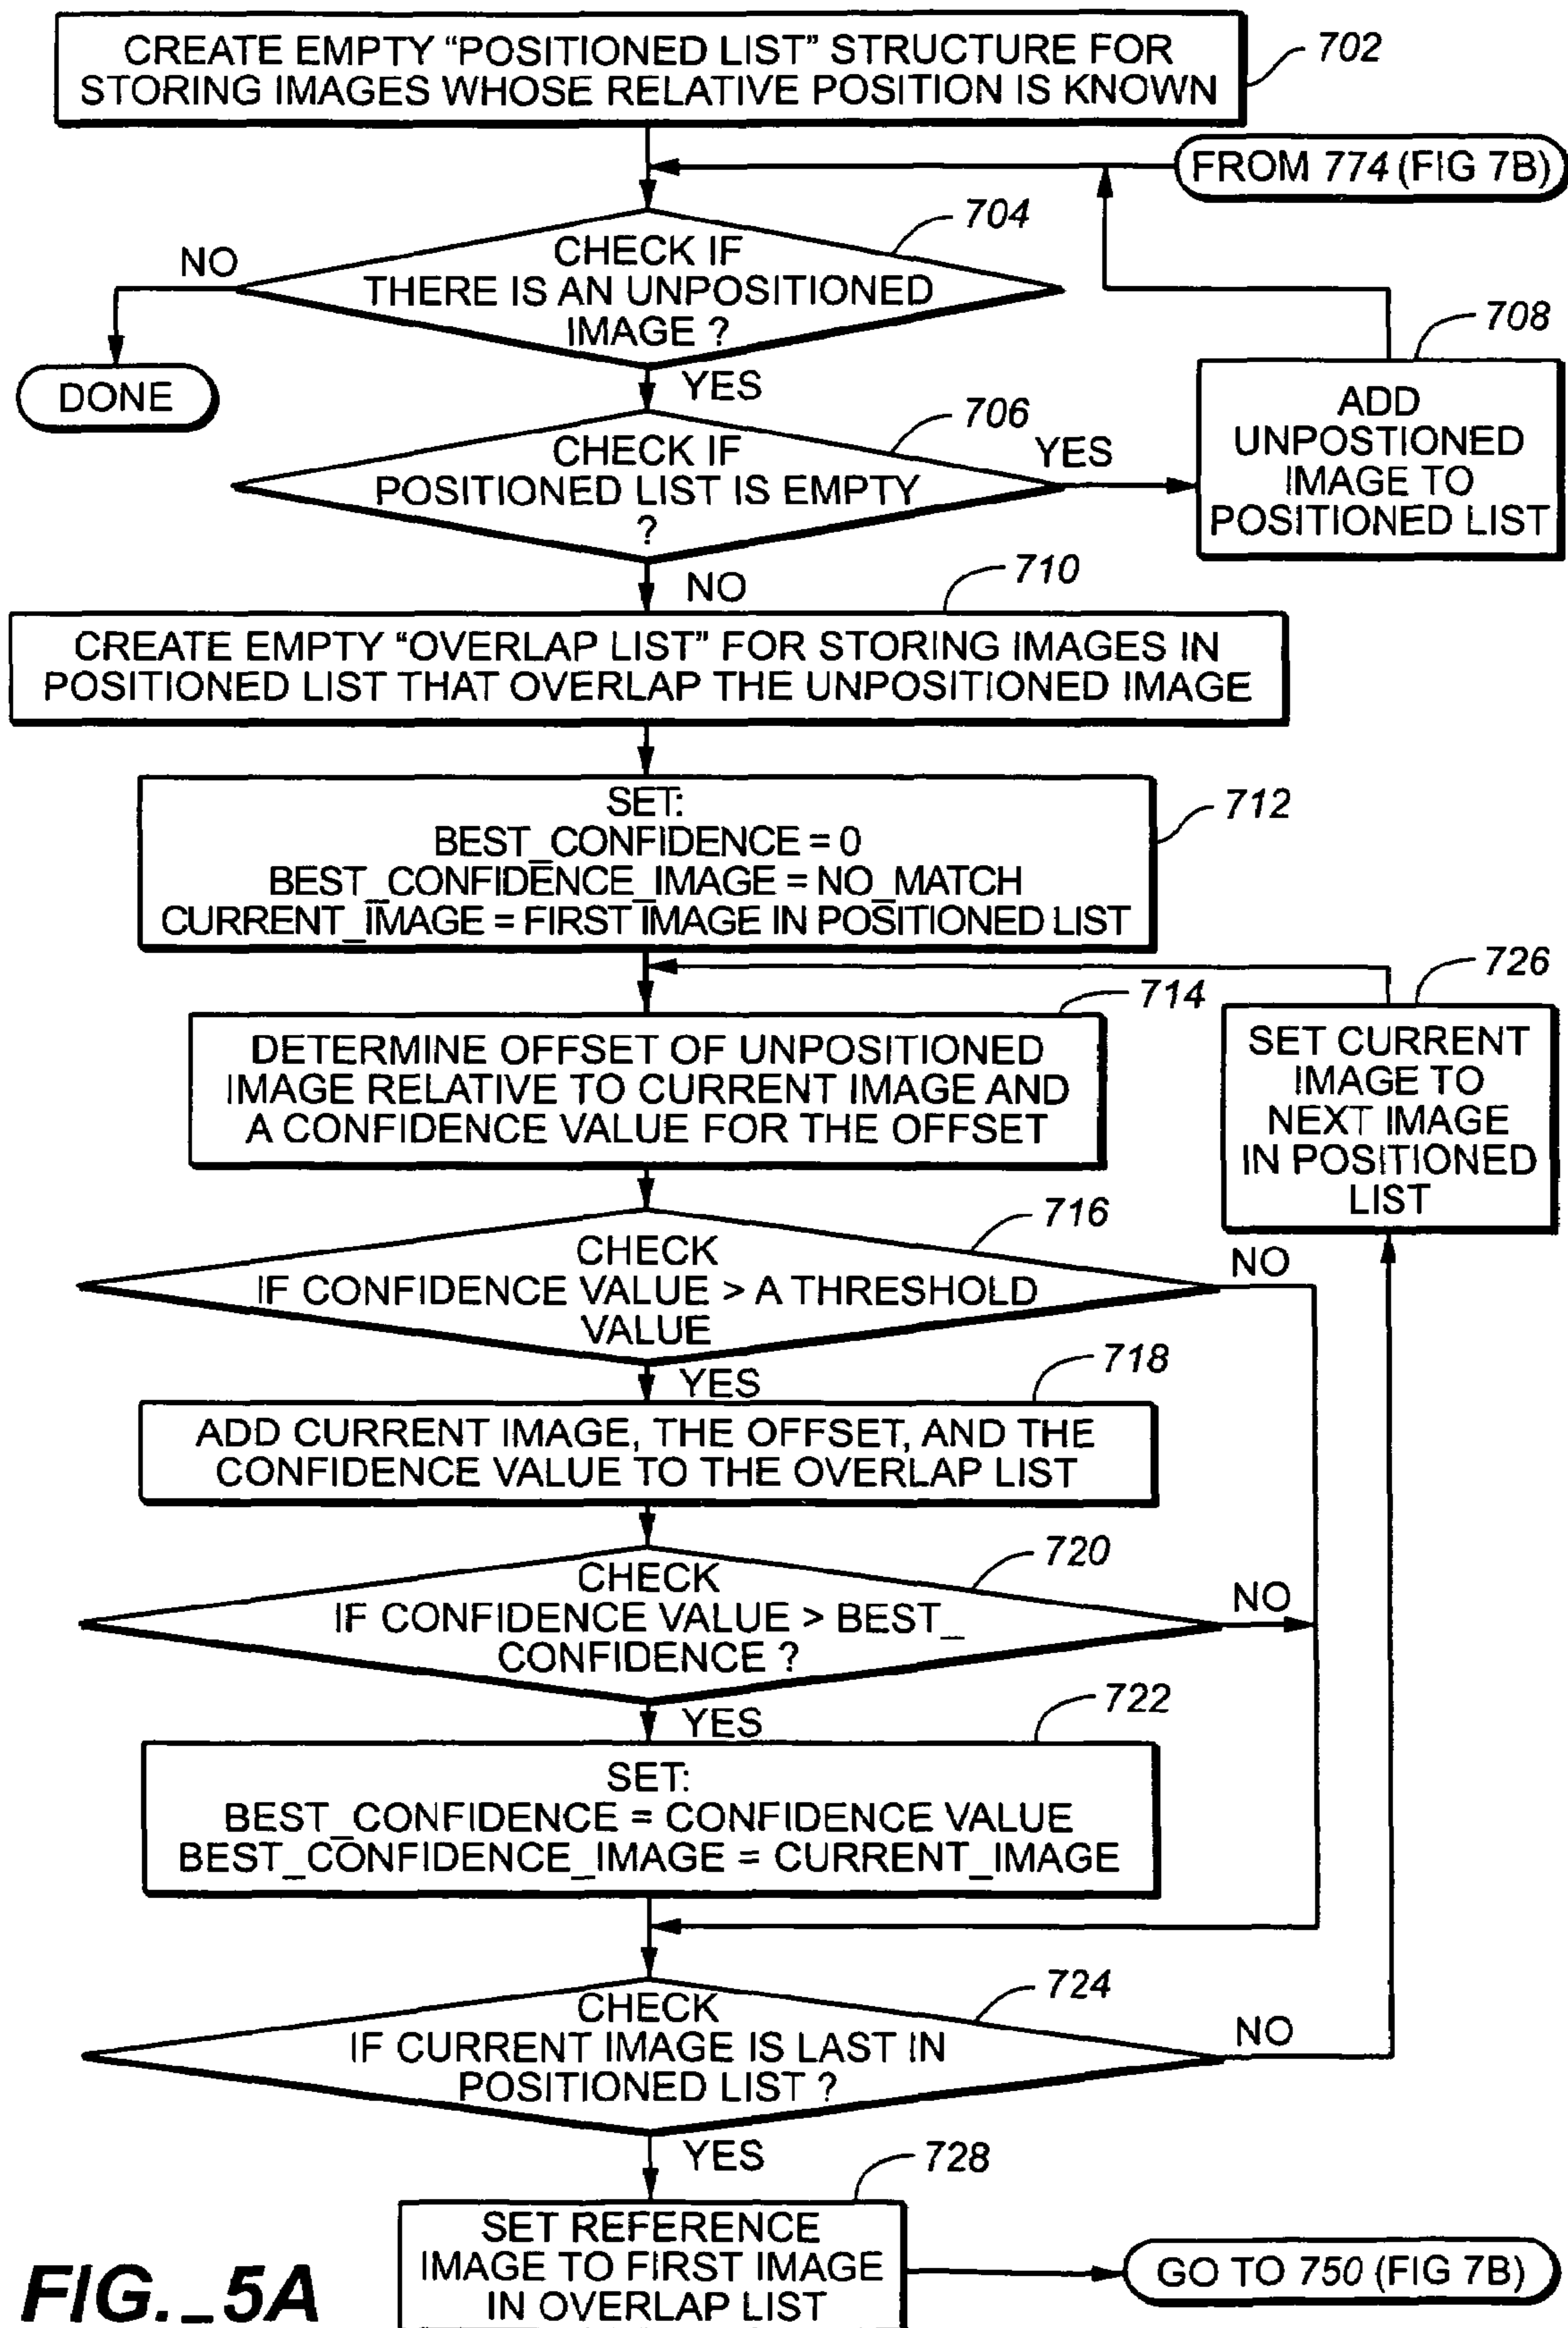 CREATE EMPTY “POSITIONED LIST” STRUCTURE FOR
STORING IMAGES WHOSE RELATIVE POSITION IS KNOWN
702
FROM 774 (FIG 7B)
704
CHECK IF
THERE IS AN UNPOSITIONED
IMAGE ?
NO
DONE
YES
706
CHECK IF
POSITIONED LIST IS EMPTY
?
YES
708
ADD
UNPOSTIONED
IMAGE TO
POSITIONED LIST
NO
710
CREATE EMPTY “OVERLAP LIST” FOR STORING IMAGES IN
POSITIONED LIST THAT OVERLAP THE UNPOSITIONED IMAGE
712
SET:
BEST_CONFIDENCE = 0
BEST_CONFIDENCE_IMAGE = NO_MATCH
CURRENT_IMAGE = FIRST IMAGE IN POSITIONED LIST
714
DETERMINE OFFSET OF UNPOSITIONED
IMAGE RELATIVE TO CURRENT IMAGE AND
A CONFIDENCE VALUE FOR THE OFFSET
726
SET CURRENT
IMAGE TO
NEXT IMAGE
IN POSITIONED
LIST
716
CHECK
IF CONFIDENCE VALUE > A THRESHOLD
VALUE
NO
YES
718
ADD CURRENT IMAGE, THE OFFSET, AND THE
CONFIDENCE VALUE TO THE OVERLAP LIST
720
CHECK
IF CONFIDENCE VALUE > BEST_
CONFIDENCE ?
NO
YES
722
SET:
BEST_CONFIDENCE = CONFIDENCE VALUE
BEST_CONFIDENCE_IMAGE = CURRENT_IMAGE
724
CHECK
IF CURRENT IMAGE IS LAST IN
POSITIONED LIST ?
NO
YES
728
SET REFERENCE
IMAGE TO FIRST IMAGE
IN OVERLAP LIST
GO TO 750 (FIG 7B)
FIG._5A